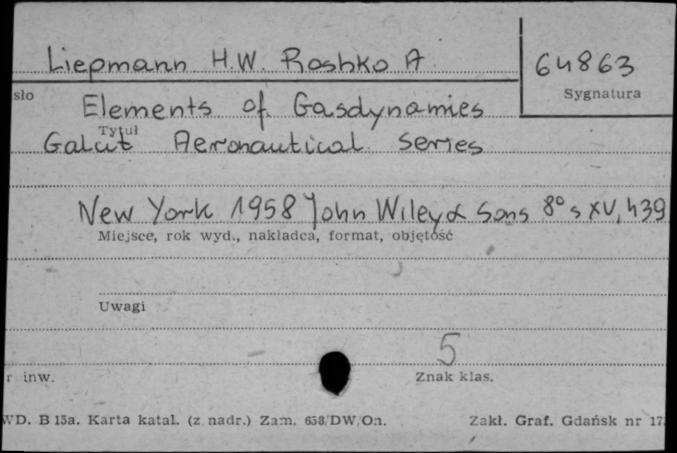 Liepmann H.W. Roshko A.
64863
sło
Sygnatura
Elements of Gasdynamics
Tytuł
Galcit Aeronautical Series
New York 1958 John Wiley & Sons 8° s XV, 439
Miejsce, rok wyd., nakładca, format, objętość
Uwagi
5
r inw.
Znak klas.
WD. B 15a. Karta katal. (z nadr.) Zam. 658/DW/On.
Zakł. Graf. Gdańsk nr 17